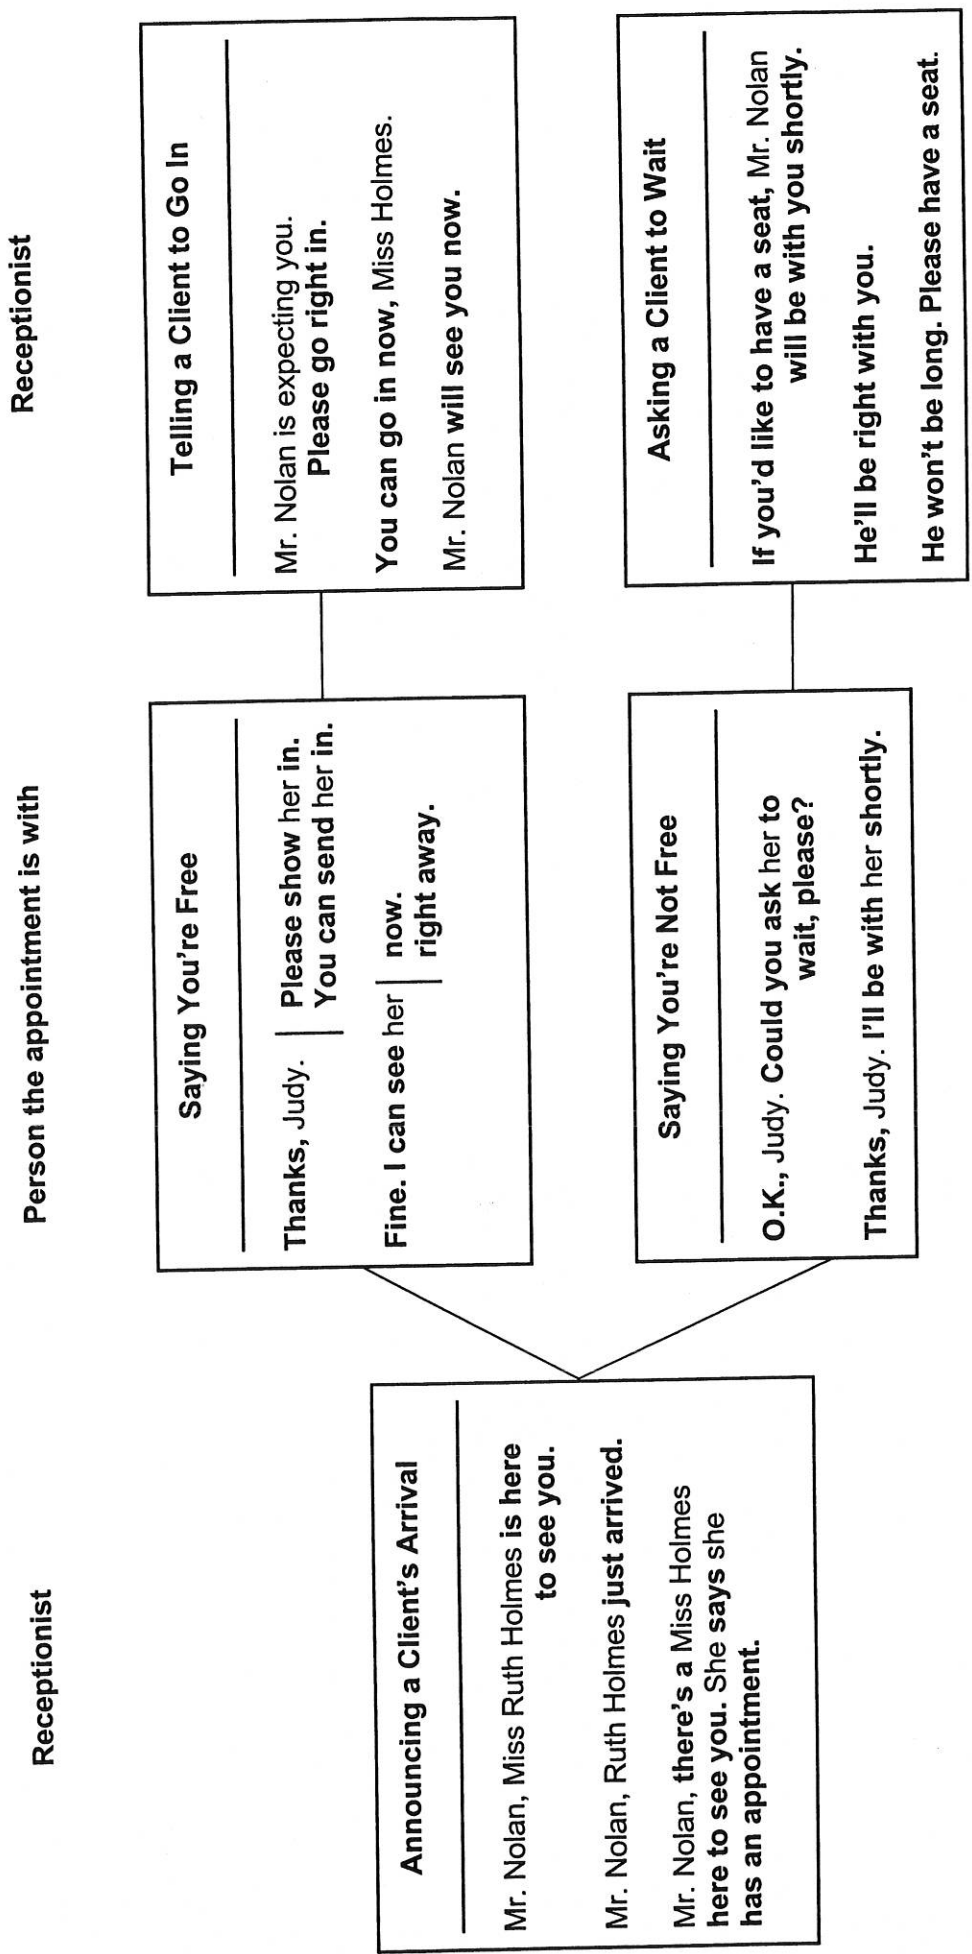 Receptionist
Person the appointment is with
Receptionist
Announcing a Client's Arrival
Mr. Nolan, Miss Ruth Holmes is here
to see you.
Mr. Nolan, Ruth Holmes just arrived.
Mr. Nolan, there's a Miss Holmes
here to see you. She says she
has an appointment.
Saying You're Free
Thanks, Judy. | Please show her in.
You can send her in.
Fine. I can see her | now.
right away.
Telling a Client to Go In
Mr. Nolan is expecting you.
Please go right in.
You can go in now, Miss Holmes.
Mr. Nolan will see you now.
Saying You're Not Free
O.K., Judy. Could you ask her to
wait, please?
Thanks, Judy. I'll be with her shortly.
Asking a Client to Wait
If you'd like to have a seat, Mr. Nolan
will be with you shortly.
He'll be right with you.
He won't be long. Please have a seat.